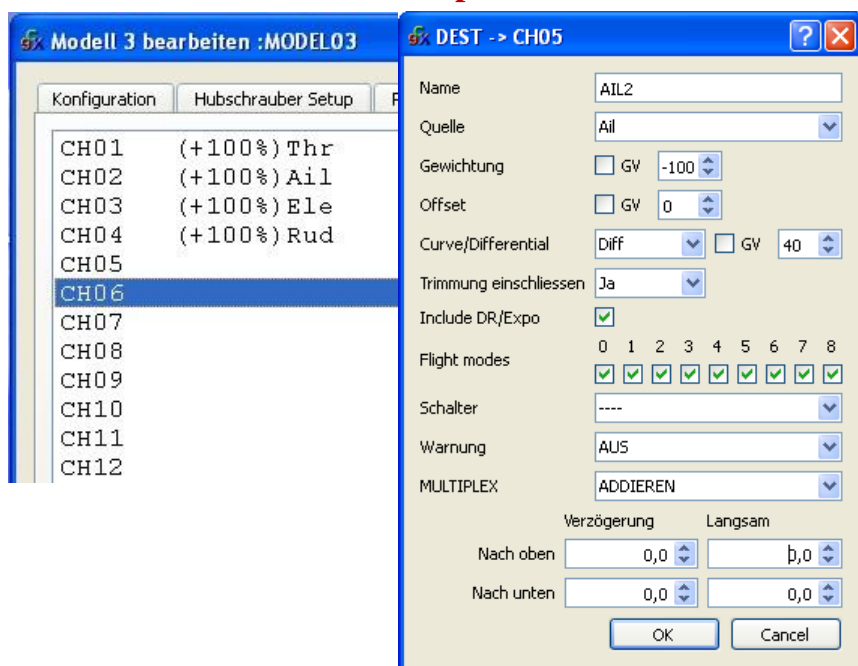 Modell 3 bearbeiten :MODEL03
Konfiguration Hubschrauber Setup
CH01 (+100%)Thr
CH02 (+100%)Ail
CH03 (+100%)Ele
CH04 (+100%)Rud
CH05
CH06
CH07
CH08
CH09
CH10
CH11
CH12
DEST -> CH05
Name AIL2
Quelle Ail
Gewichtung GV -100
Offset GV 0
Curve/Differential Diff GV 40
Trimmung einschliessen Ja
Include DR/Expo
0 1 2 3 4 5 6 7 8
Flight modes
Schalter ----
Warnung AUS
MULTIPLEX ADDIEREN
Verzögerung Langsam
Nach oben 0,0 0,0
Nach unten 0,0 0,0
OK Cancel